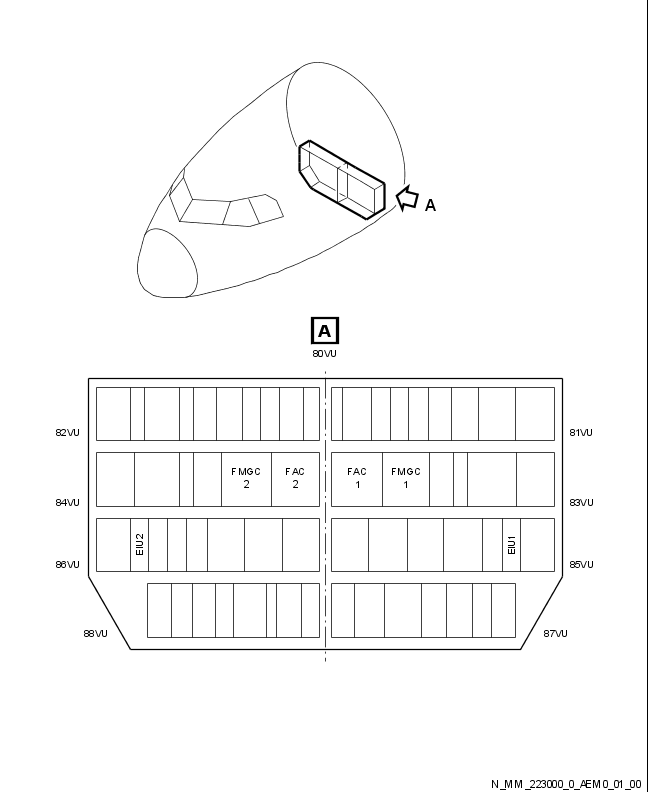 A
A
80VU
82VU
81VU
FMGC
2
FAC
2
FAC
1
FMGC
1
84VU
83VU
EIU2
EIU1
86VU
85VU
88VU
87VU
N_MM_223000_0_AEM0_01_00